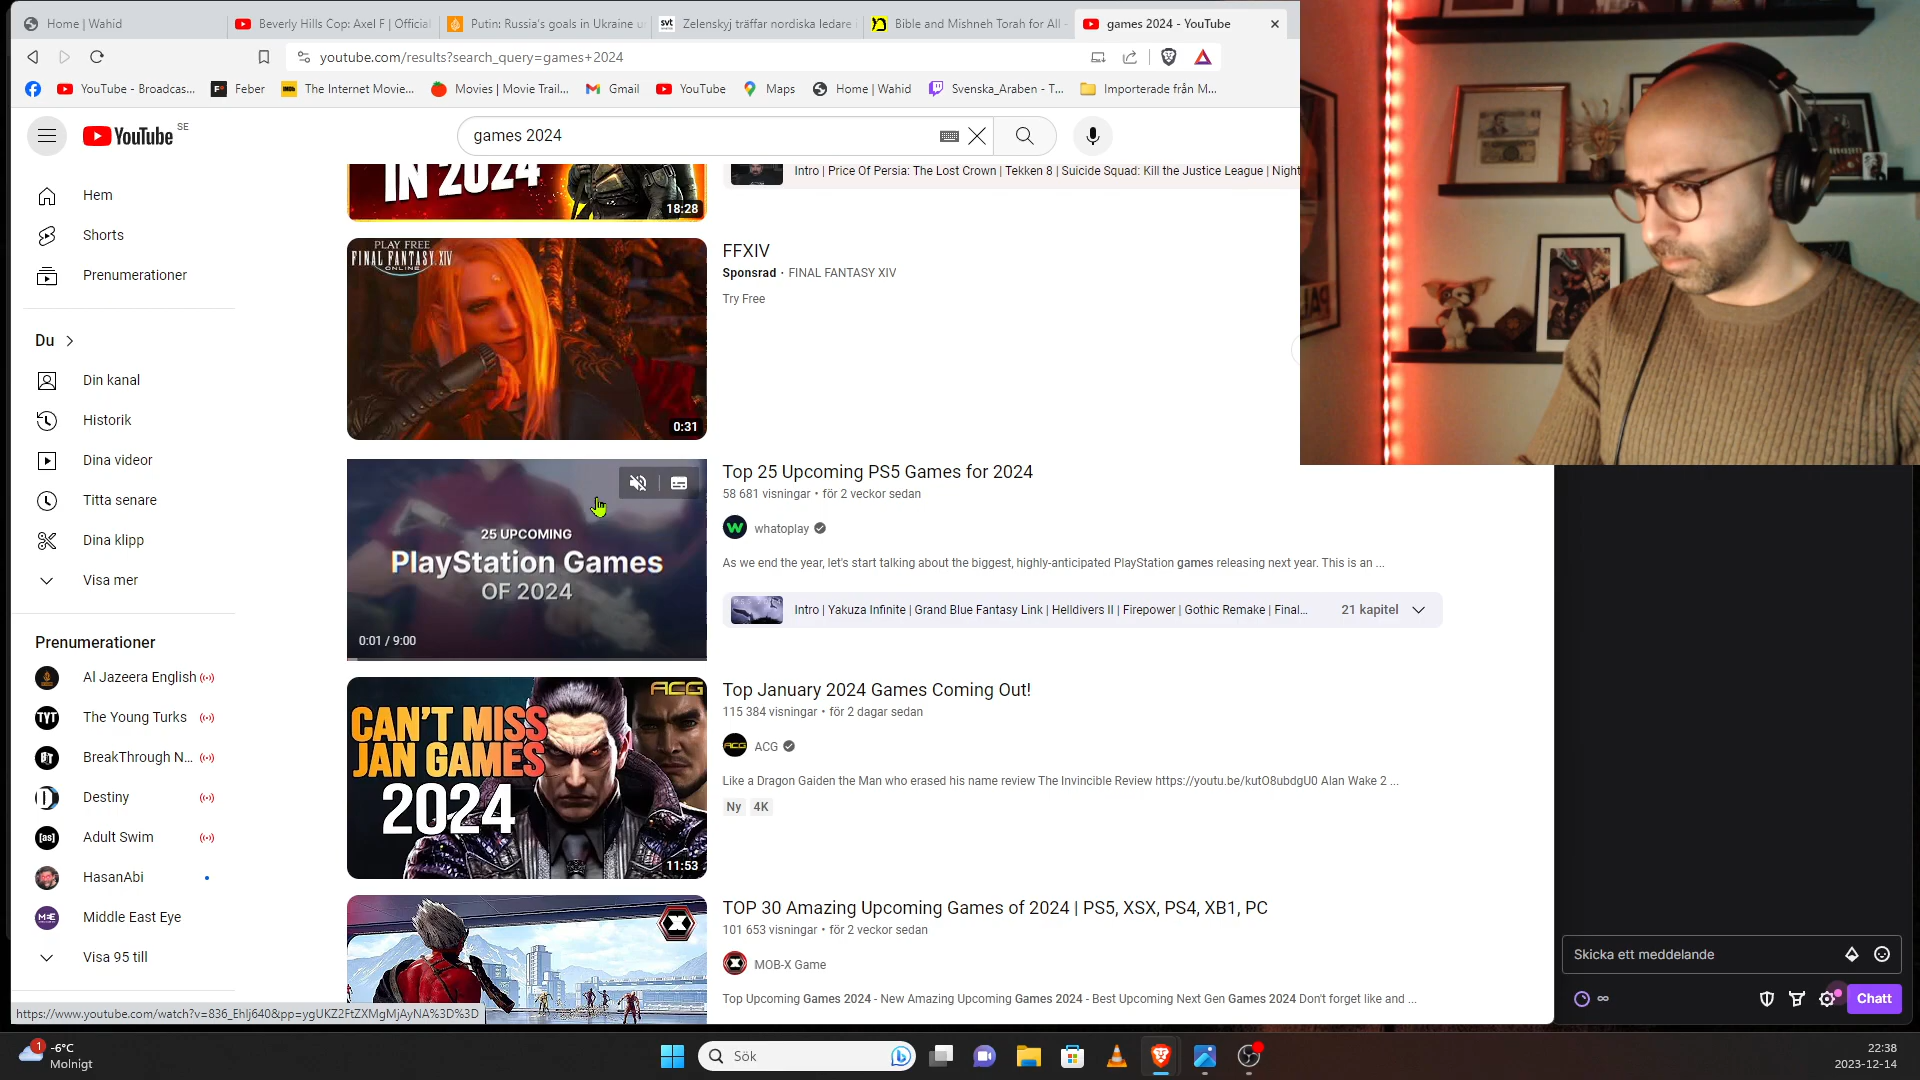 Home | Wahid
Beverly Hills Cop: Axel F | Official
Putin: Russia's goals in Ukraine u
svt
Zelenskyj träffar nordiska ledare i
Bible and Mishneh Torah for All -
games 2024 - YouTube
youtube.com/results?search_query=games+2024
YouTube - Broadcas...
Feber
The Internet Movie...
Movies | Movie Trail...
Gmail
YouTube
Maps
Home | Wahid
Svenska_Araben - T...
Importerade från M...
YouTube SE
games 2024
Hem
Shorts
Prenumerationer
Du
Din kanal
Historik
Dina videor
Titta senare
Dina klipp
Visa mer
Prenumerationer
Al Jazeera English
TYT
The Young Turks
BT
BreakThrough N...
Destiny
[as]
Adult Swim
HasanAbi
MEE
Middle East Eye
Visa 95 till
IN 2024
18:28
Intro | Price Of Persia: The Lost Crown | Tekken 8 | Suicide Squad: Kill the Justice League | Night
PLAY FREE
FINAL FANTASY XIV
ONLINE
0:31
FFXIV
Sponsrad · FINAL FANTASY XIV
Try Free
25 UPCOMING
PlayStation Games
OF 2024
0:01 / 9:00
Top 25 Upcoming PS5 Games for 2024
58 681 visningar • för 2 veckor sedan
W
whatoplay
As we end the year, let's start talking about the biggest, highly-anticipated PlayStation games releasing next year. This is an ...
Intro | Yakuza Infinite | Grand Blue Fantasy Link | Helldivers II | Firepower | Gothic Remake | Final...
21 kapitel
ACG
CAN'T MISS
JAN GAMES
2024
11:53
Top January 2024 Games Coming Out!
115 384 visningar • för 2 dagar sedan
ACG
ACG
Like a Dragon Gaiden the Man who erased his name review The Invincible Review https://youtu.be/kutO8ubdgU0 Alan Wake 2 ...
Ny
4K
TOP 30 Amazing Upcoming Games of 2024 | PS5, XSX, PS4, XB1, PC
101 653 visningar • för 2 veckor sedan
MOB-X Game
Top Upcoming Games 2024 - New Amazing Upcoming Games 2024 - Best Upcoming Next Gen Games 2024 Don't forget like and ...
https://www.youtube.com/watch?v=836_EhIj640&pp=ygUKZ2FtZXMgMjAyNA%3D%3D
Skicka ett meddelande
Chatt
1
-6°C
Molnigt
Sök
22:38
2023-12-14